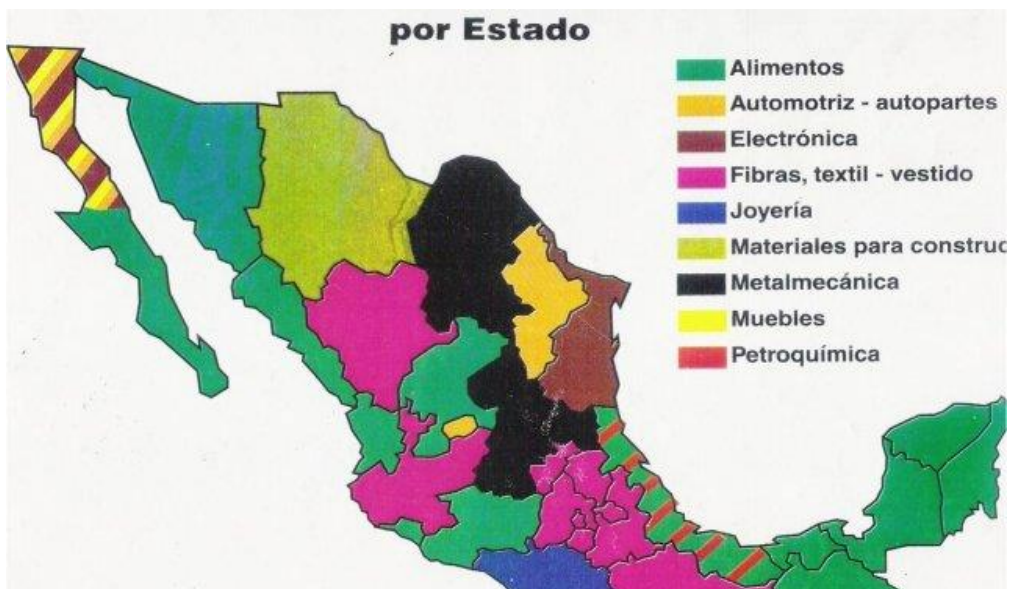 por Estado
Alimentos
Automotriz - autopartes
Electrónica
Fibras, textil - vestido
Joyería
Materiales para construc
Metalmecánica
Muebles
Petroquímica